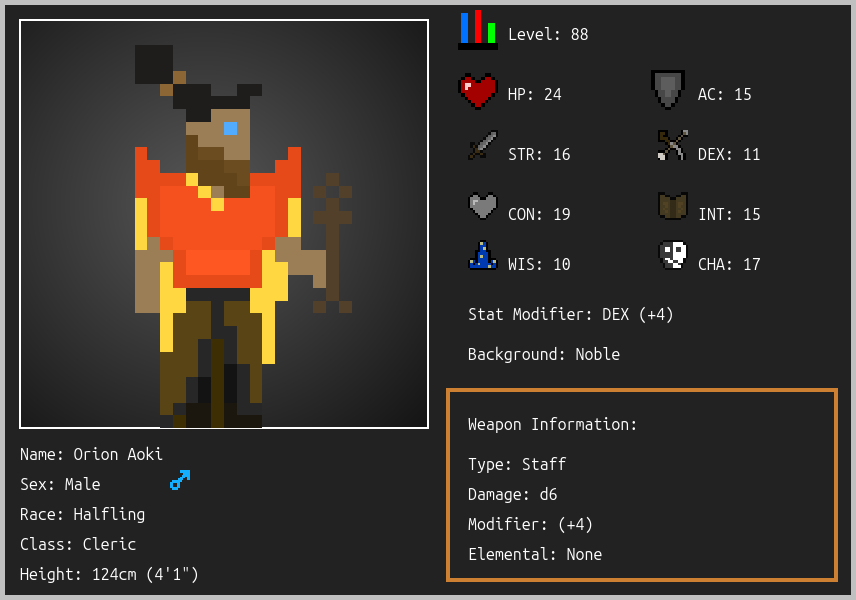 Level: 88
HP: 24
AC: 15
STR: 16
DEX: 11
CON: 19
INT: 15
WIS: 10
CHA: 17
Stat Modifier: DEX (+4)
Background: Noble
Weapon Information:
Type: Staff
Damage: d6
Modifier: (+4)
Elemental: None
Name: Orion Aoki
Sex: Male
Race: Halfling
Class: Cleric
Height: 124cm (4'1")